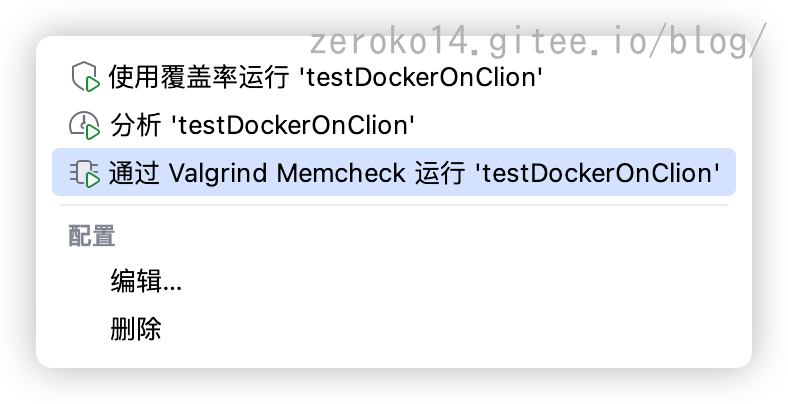 zeroko14.gitee.io/blog/
使用覆盖率运行 'testDockerOnClion'
分析 'testDockerOnClion'
通过 Valgrind Memcheck 运行 'testDockerOnClion'
配置
编辑...
删除